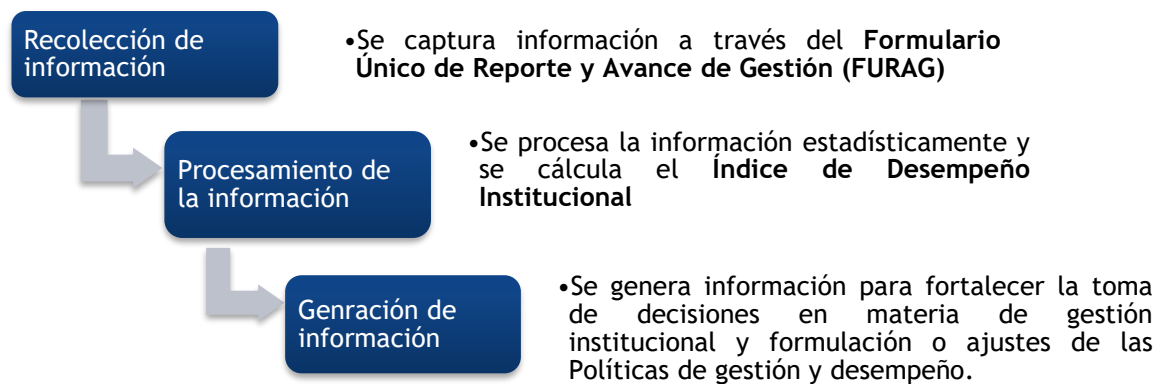 Recolección de
información
•Se captura información a través del Formulario
Único de Reporte y Avance de Gestión (FURAG)
Procesamiento de
la información
•Se procesa la información estadísticamente y
se cálcula el Índice de Desempeño
Institucional
Genración de
información
•Se genera información para fortalecer la toma
de decisiones en materia de gestión
institucional y formulación o ajustes de las
Políticas de gestión y desempeño.